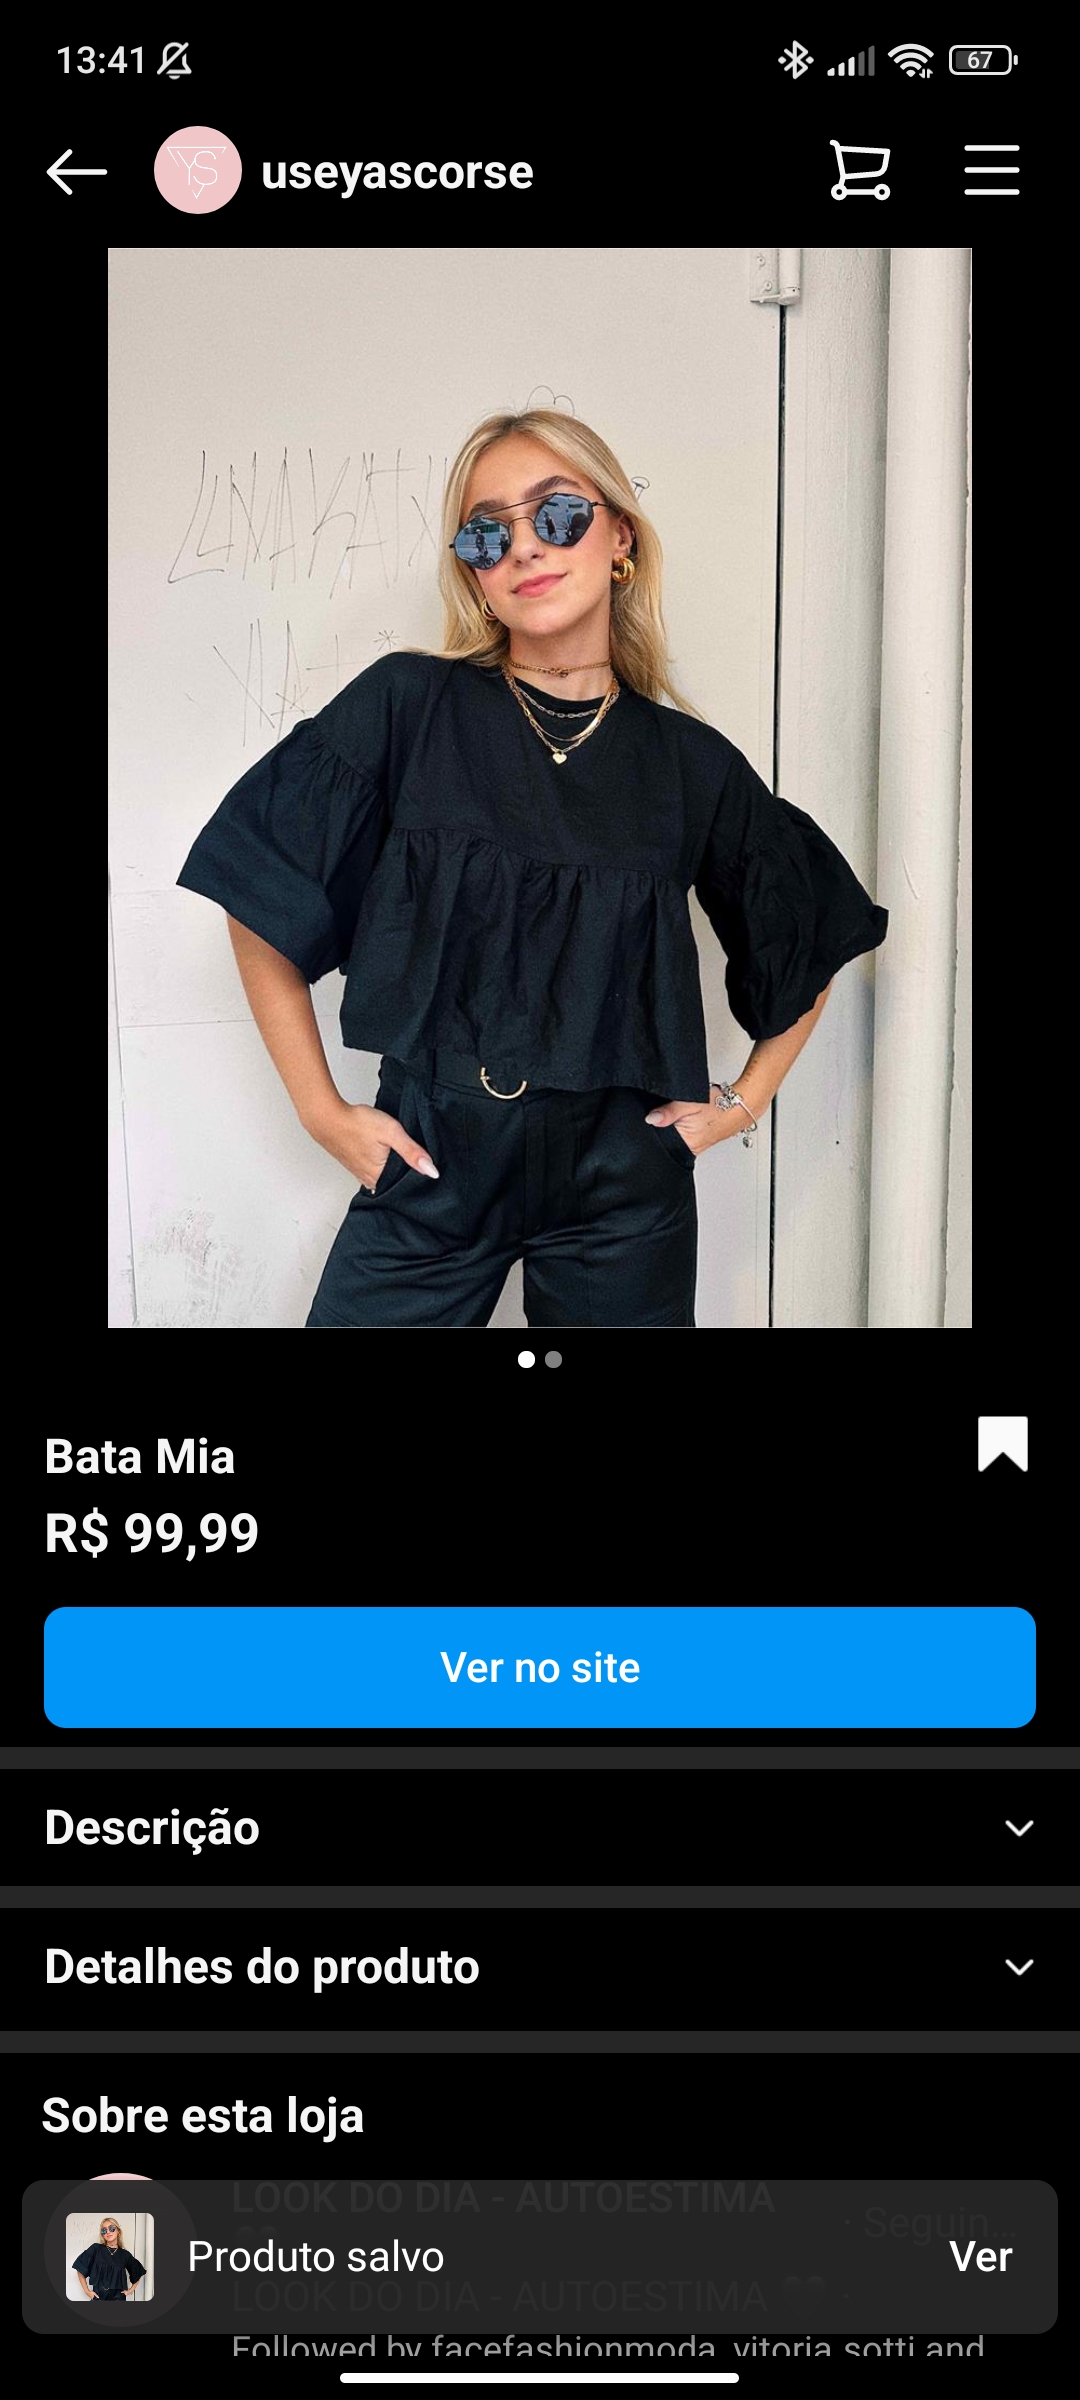 13:41
67
YS
useyascorse
Bata Mia
R$ 99,99
Ver no site
Descrição
Detalhes do produto
Sobre esta loja
LOOK DO DIA - AUTOESTIMA
· Seguin...
Produto salvo
Ver
LOOK DO DIA - AUTOESTIMA
Followed by facefashionmoda, vitoria.sotti and